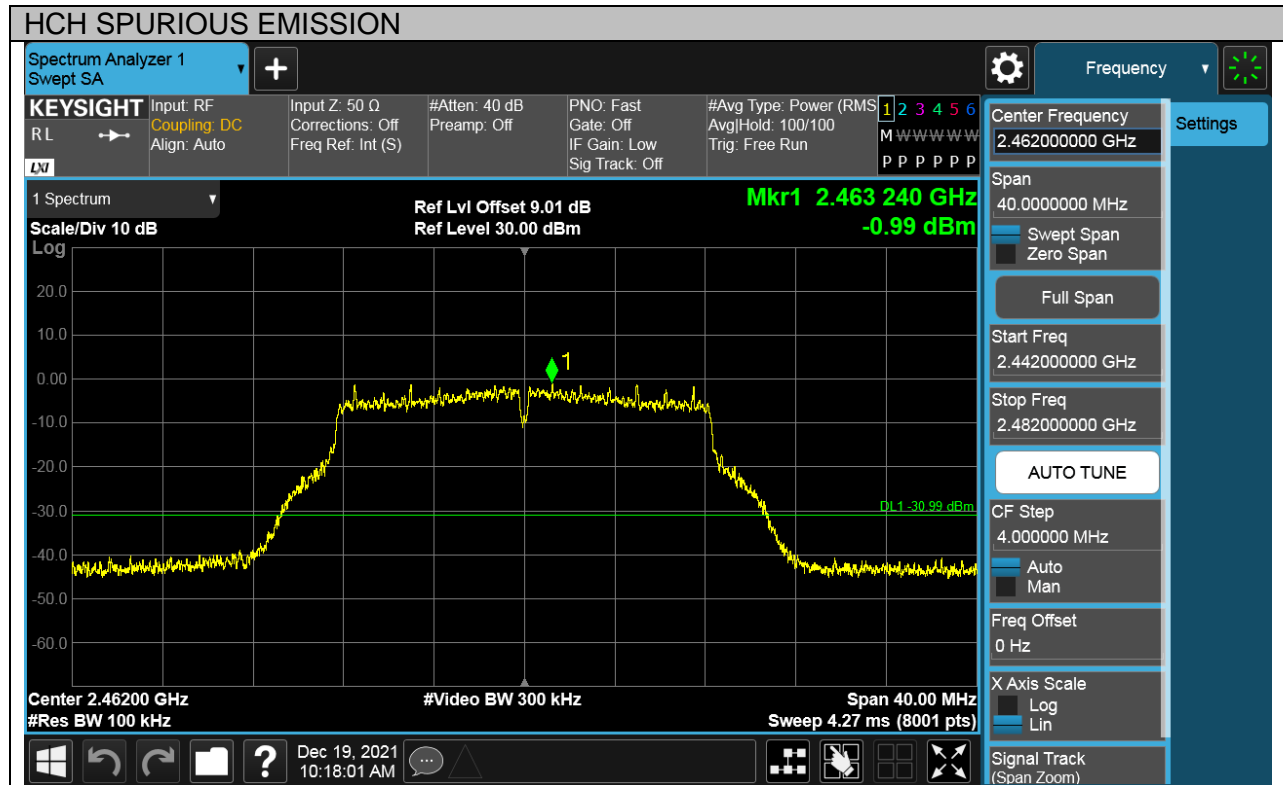 HCH SPURIOUS EMISSION
Spectrum Analyzer 1
Swept SA
Frequency
KEYSIGHT
R L
LXI
Input: RF
Coupling: DC
Align: Auto
Input Z: 50 Ω
Corrections: Off
Freq Ref: Int (S)
#Atten: 40 dB
Preamp: Off
PNO: Fast
Gate: Off
IF Gain: Low
Sig Track: Off
#Avg Type: Power (RMS
Avg|Hold: 100/100
Trig: Free Run
1 2 3 4 5 6
M W W W W W
P P P P P P
1 Spectrum
Scale/Div 10 dB
Log
Ref Lvl Offset 9.01 dB
Ref Level 30.00 dBm
Mkr1 2.463 240 GHz
-0.99 dBm
20.0
10.0
0.00
-10.0
-20.0
-30.0
-40.0
-50.0
-60.0
1
DL1 -30.99 dBm
Center 2.46200 GHz
#Res BW 100 kHz
#Video BW 300 kHz
Span 40.00 MHz
Sweep 4.27 ms (8001 pts)
Dec 19, 2021
10:18:01 AM
?
Center Frequency
2.462000000 GHz
Settings
Span
40.0000000 MHz
Swept Span
Zero Span
Full Span
Start Freq
2.442000000 GHz
Stop Freq
2.482000000 GHz
AUTO TUNE
CF Step
4.000000 MHz
Auto
Man
Freq Offset
0 Hz
X Axis Scale
Log
Lin
Signal Track
(Span Zoom)